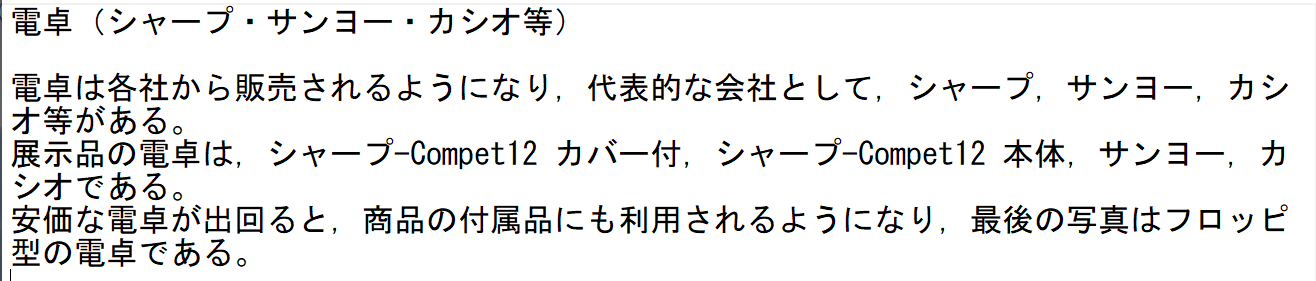 電卓（シャープ・サンヨー・カシオ等）
電卓は各社から販売されるようになり，代表的な会社として，シャープ，サンヨー，カシ
オ等がある。
展示品の電卓は，シャープ-Compet12 カバー付，シャープ-Compet12 本体，サンヨー，カ
シオである。
安価な電卓が出回ると，商品の付属品にも利用されるようになり，最後の写真はフロッピ
型の電卓である。